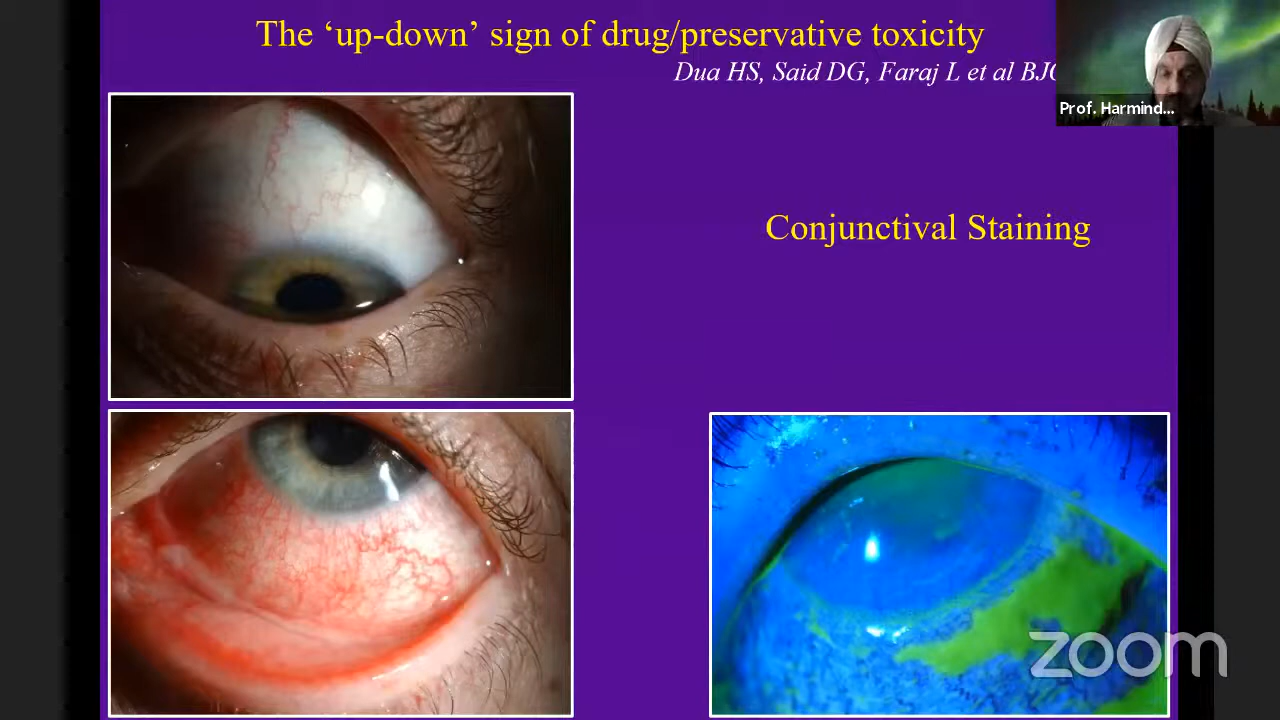 The ‘up-down’ sign of drug/preservative toxicity
Dua HS, Said DG, Faraj L et al
Prof. Harmind...
Conjunctival Staining
zoom